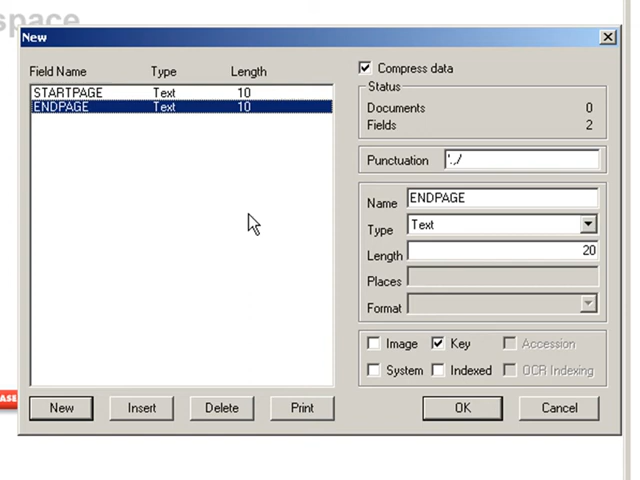 space
New
Field Name Type Length
STARTPAGE Text 10
ENDPAGE Text 10
Compress data
Status
Documents 0
Fields 2
Punctuation '.,/
Name ENDPAGE
Type Text
Length 20
Places
Format
Image Key Accession
System Indexed OCR Indexing
ASE
New Insert Delete Print OK Cancel